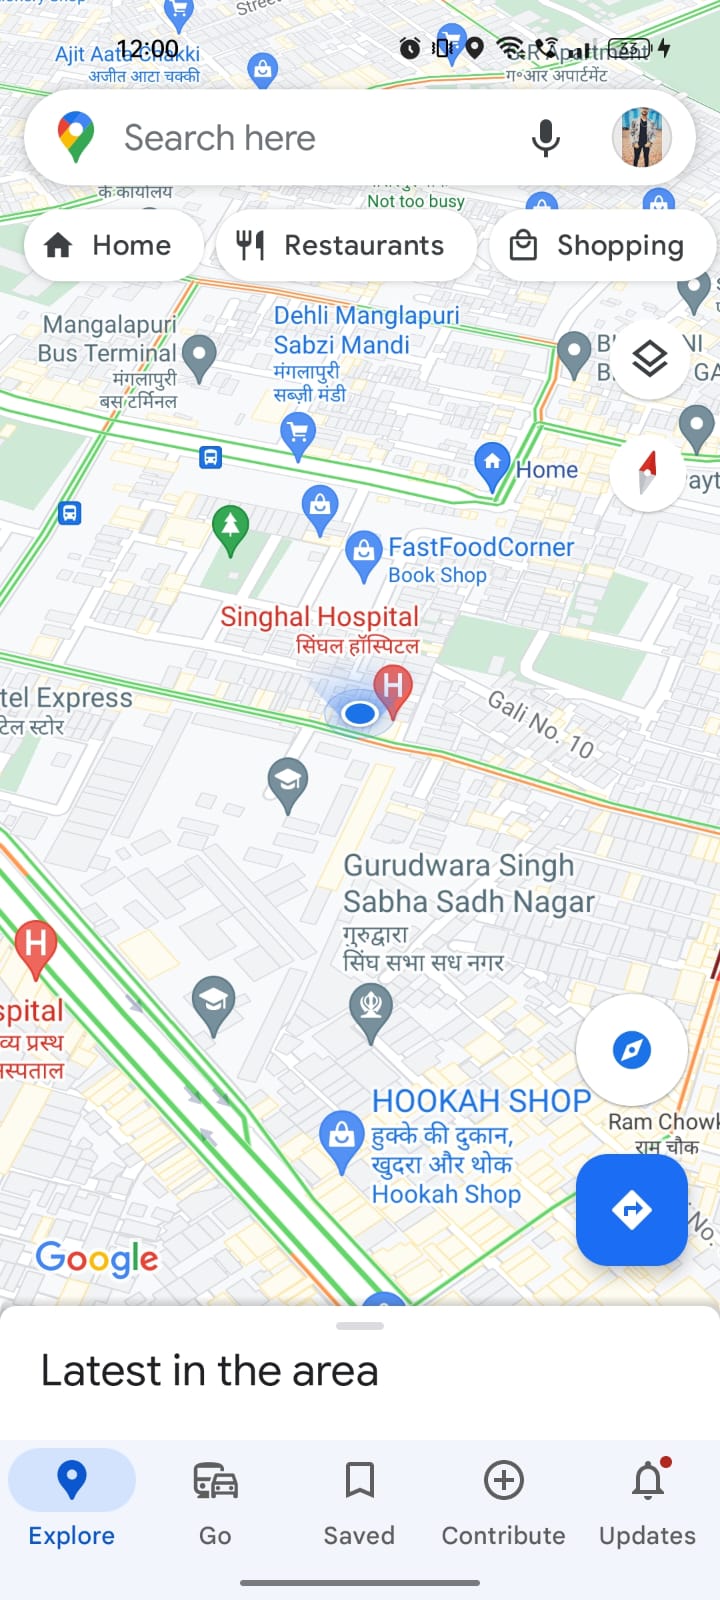 Ajit Aata Chakki
अजीत आटा चक्की
12:00
33
Apartment
ग॰आर अपार्टमेंट
Search here
के कार्यालय
Not too busy
Home
Restaurants
Shopping
Mangalapuri
Bus Terminal
मंगलापुरी
बस टर्मिनल
Dehli Manglapuri
Sabzi Mandi
मंगलापुरी
सब्ज़ी मंडी
Home
FastFoodCorner
Book Shop
Singhal Hospital
सिंघल हॉस्पिटल
tel Express
टेल स्टोर
Gali No. 10
Gurudwara Singh
Sabha Sadh Nagar
गुरुद्वारा
सिंघ सभा सध नगर
spital
व्य प्रस्थ
स्पताल
HOOKAH SHOP
हुक्के की दुकान,
खुदरा और थोक
Hookah Shop
Ram Chowk
राम चौक
No.
Google
Latest in the area
Explore
Go
Saved
Contribute
Updates